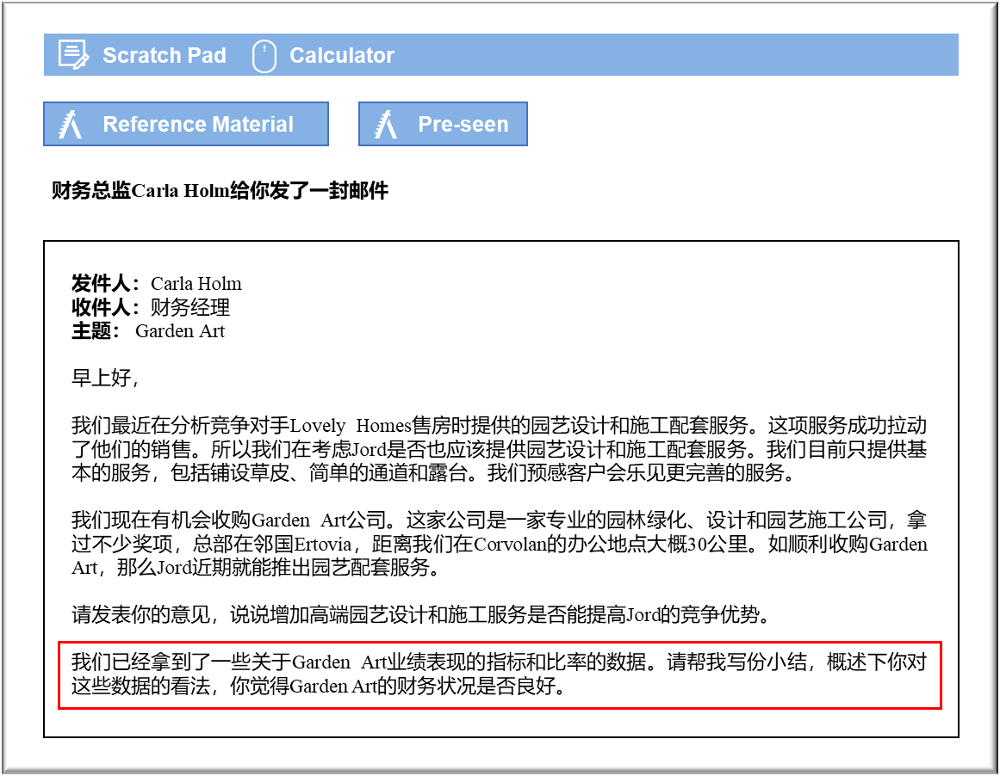 Scratch Pad Calculator
Reference Material Pre-seen
财务总监Carla Holm给你发了一封邮件
发件人：Carla Holm
收件人：财务经理
主题： Garden Art
早上好，
我们最近在分析竞争对手Lovely Homes售房时提供的园艺设计和施工配套服务。这项服务成功拉动
了他们的销售。所以我们在考虑Jord是否也应该提供园艺设计和施工配套服务。我们目前只提供基
本的服务，包括铺设草皮、简单的通道和露台。我们预感客户会乐见更完善的服务。
我们现在有机会收购Garden Art公司。这家公司是一家专业的园林绿化、设计和园艺施工公司，拿
过不少奖项，总部在邻国Ertovia，距离我们在Corvolan的办公地点大概30公里。如顺利收购Garden
Art，那么Jord近期就能推出园艺配套服务。
请发表你的意见，说说增加高端园艺设计和施工服务是否能提高Jord的竞争优势。
我们已经拿到了一些关于Garden Art业绩表现的指标和比率的数据。请帮我写份小结，概述下你对
这些数据的看法，你觉得Garden Art的财务状况是否良好。